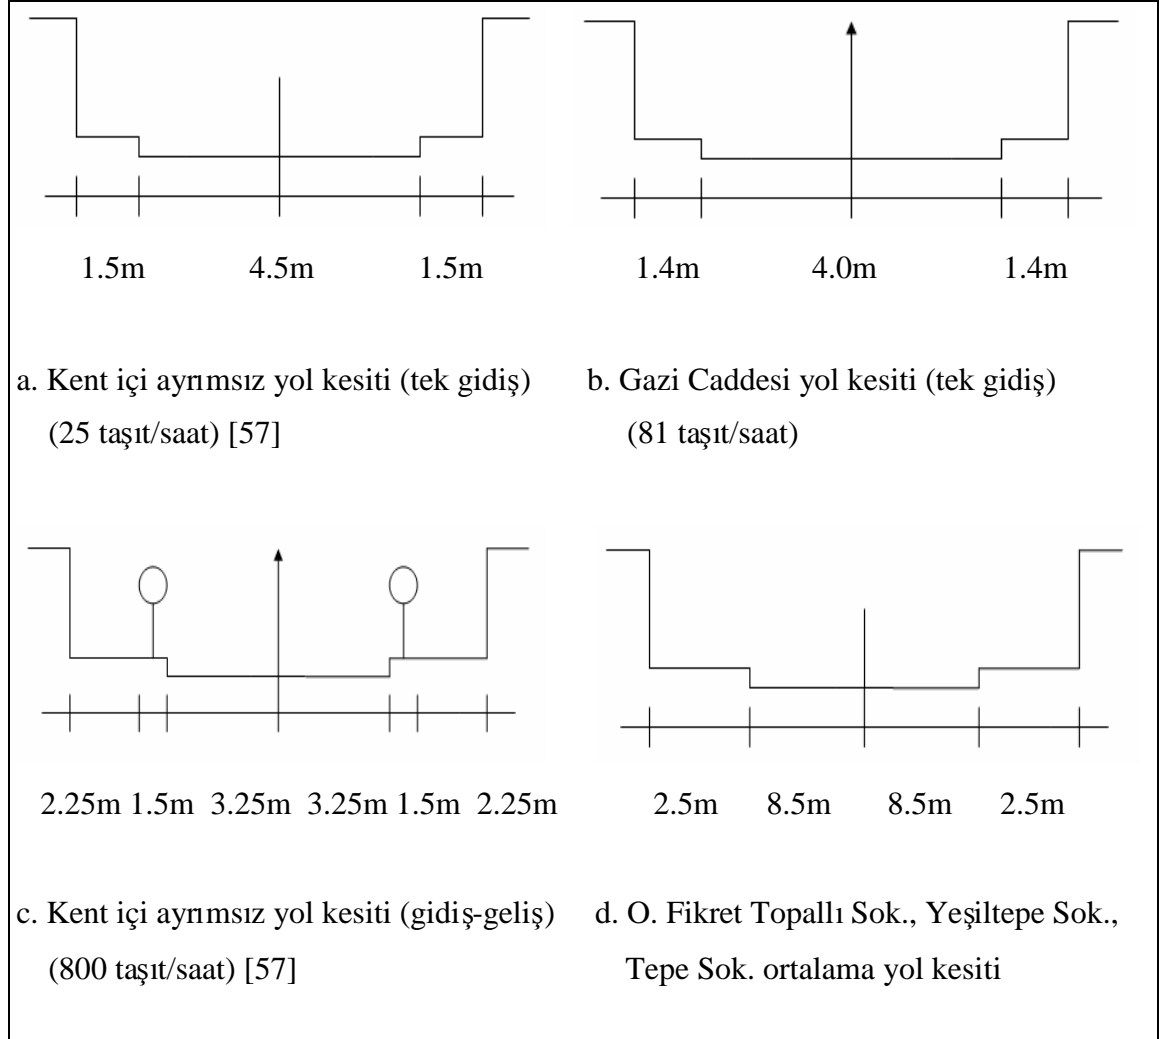 1.5m 4.5m 1.5m
1.4m 4.0m 1.4m
a. Kent içi ayrımsız yol kesiti (tek gidiş)
(25 taşıt/saat) [57]
b. Gazi Caddesi yol kesiti (tek gidiş)
(81 taşıt/saat)
2.25m 1.5m 3.25m 3.25m 1.5m 2.25m
2.5m 8.5m 8.5m 2.5m
c. Kent içi ayrımsız yol kesiti (gidiş-geliş)
(800 taşıt/saat) [57]
d. O. Fikret Topallı Sok., Yeşiltepe Sok.,
Tepe Sok. ortalama yol kesiti